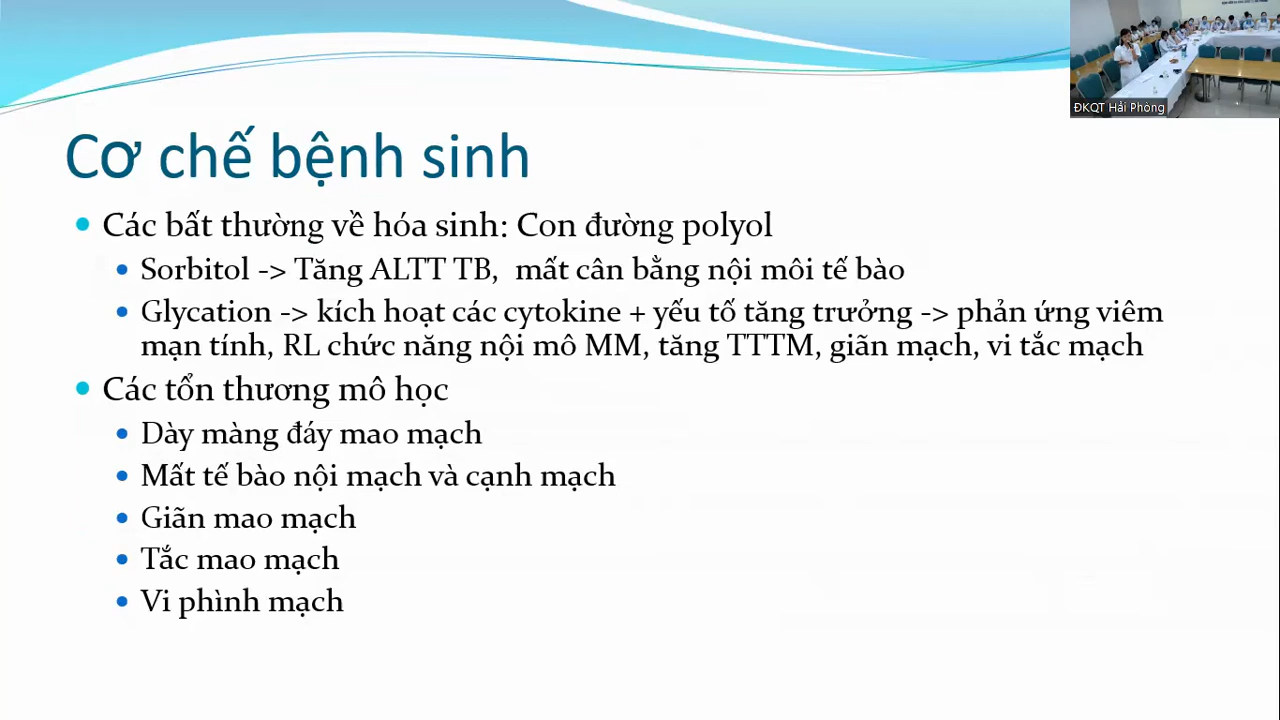 ĐKQT Hải Phòng
Cơ chế bệnh sinh
Các bất thường về hóa sinh: Con đường polyol
Sorbitol -> Tăng ALTT TB, mất cân bằng nội môi tế bào
Glycation -> kích hoạt các cytokine + yếu tố tăng trưởng -> phản ứng viêm
mạn tính, RL chức năng nội mô MM, tăng TTTM, giãn mạch, vi tắc mạch
Các tổn thương mô học
Dày màng đáy mao mạch
Mất tế bào nội mạch và cạnh mạch
Giãn mao mạch
Tắc mao mạch
Vi phình mạch